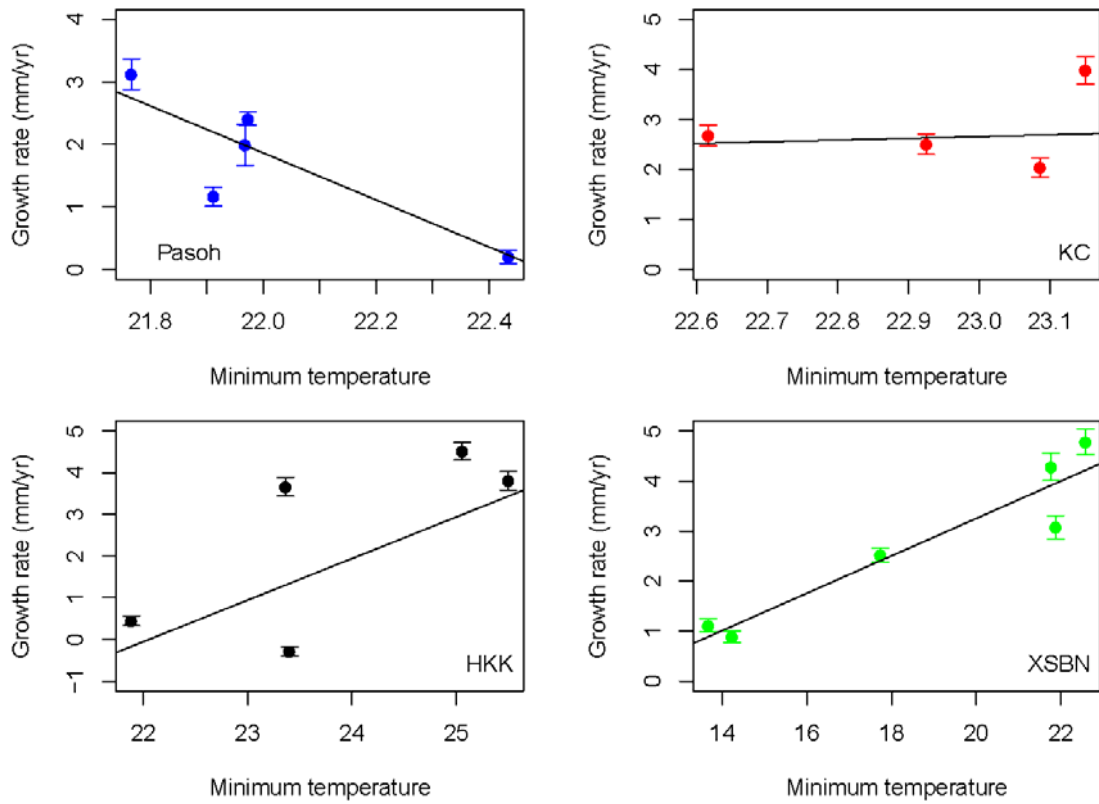 Growth rate (mm/yr)
4
3
2
1
0
Pasoh
21.8 22.0 22.2 22.4
Minimum temperature
Growth rate (mm/yr)
5
4
3
2
1
0
KC
22.6 22.7 22.8 22.9 23.0 23.1
Minimum temperature
Growth rate (mm/yr)
5
4
3
2
1
0
−1
HKK
22 23 24 25
Minimum temperature
Growth rate (mm/yr)
5
4
3
2
1
0
XSBN
14 16 18 20 22
Minimum temperature